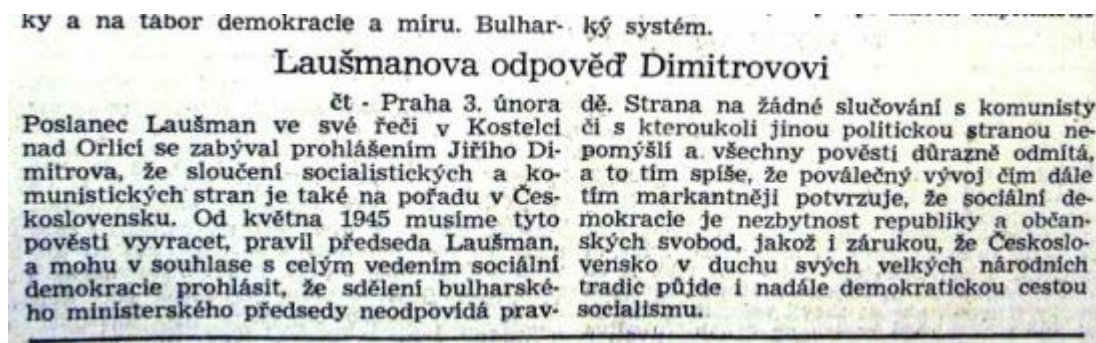 ky a na tábor demokracie a míru. Bulhar-
ký systém.
Laušmanova odpověď Dimitrovovi
čt - Praha 3. února
Poslanec Laušman ve své řeči v Kostelci
nad Orlicí se zabýval prohlášením Jiřího Di-
mitrova, že sloučení socialistických a ko-
munistických stran je také na pořadu v Čes-
koslovensku. Od května 1945 musíme tyto
pověsti vyvracet, pravil předseda Laušman,
a mohu v souhlase s celým vedením sociální
demokracie prohlásit, že sdělení bulharské-
ho ministerského předsedy neodpovídá prav-
dě. Strana na žádné slučování s komunisty
či s kteroukoli jinou politickou stranou ne-
pomýšlí a všechny pověsti důrazně odmítá,
a to tím spíše, že poválečný vývoj čím dále
tím markantněji potvrzuje, že sociální de-
mokracie je nezbytnost republiky a občan-
ských svobod, jakož i zárukou, že Českoslo-
vensko v duchu svých velkých národních
tradic půjde i nadále demokratickou cestou
socialismu.